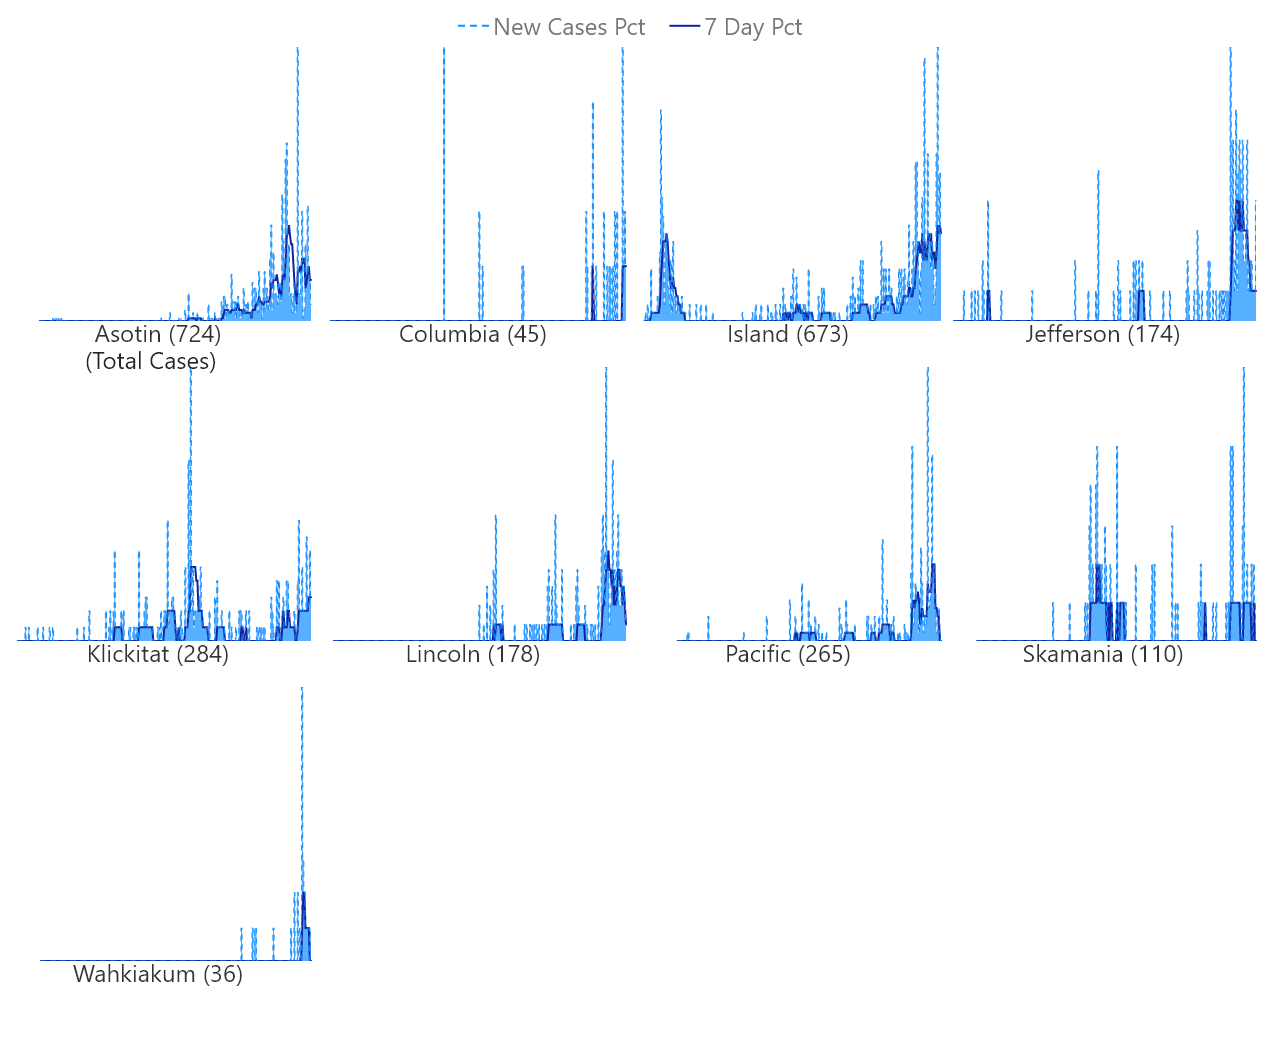 New Cases Pct 7 Day Pct
Asotin (724) Columbia (45) Island (673) Jefferson (174)
(Total Cases)
Klickitat (284) Lincoln (178) Pacific (265) Skamania (110)
Wahkiakum (36)